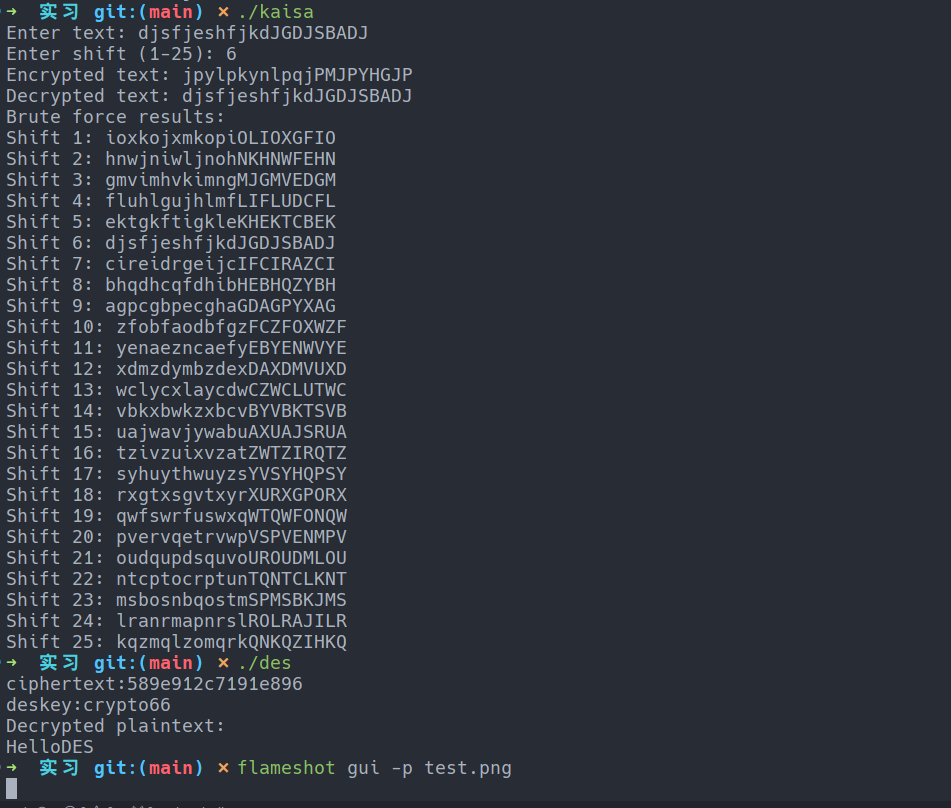 → 实习 git:(main) × ./kaisa
Enter text: djsfjeshfjkdJGDJSBADJ
Enter shift (1-25): 6
Encrypted text: jpylpkynlpqjPMJPYHGJP
Decrypted text: djsfjeshfjkdJGDJSBADJ
Brute force results:
Shift 1: ioxkojxmkopiOLIOXGFIO
Shift 2: hnwjniwljnohNKHNWFEHN
Shift 3: gmvimhvkimngMJGMVEDGM
Shift 4: fluhlgujhlmfLIFLUDCFL
Shift 5: ektgkftigkleKHEKTCBEK
Shift 6: djsfjeshfjkdJGDJSBADJ
Shift 7: cireidrgeijcIFCIRAZCI
Shift 8: bhqdhcqfdhibHEBHQZYBH
Shift 9: agpcgbpecghaGDAGPYXAG
Shift 10: zfobfaodbfgzFCZFOXWZF
Shift 11: yenaezncaefyEBYENWVYE
Shift 12: xdmzdymbzdexDAXDMVUXD
Shift 13: wclycxlaycdwCZWCLUTWC
Shift 14: vbkxbwkzxbcvBYVBKTSVB
Shift 15: uajwavjywabuAXUAJSRUA
Shift 16: tzivzuixvzatZWTZIRQTZ
Shift 17: syhuythwuyzsYVSYHQPSY
Shift 18: rxgtxsgvtxyrXURXGPORX
Shift 19: qwfswrfuswxqWTQWFONQW
Shift 20: pvervqetrvwpVSPVENMPV
Shift 21: oudqupdsquvoUROUDMLOU
Shift 22: ntcptocrptunTQNTCLKNT
Shift 23: msbosnbqostmSPMSBKJMS
Shift 24: lranrmapnrslROLRAJILR
Shift 25: kqzmqlzomqrkQNKQZIHKQ
→ 实习 git:(main) × ./des
ciphertext:589e912c7191e896
deskey:crypto66
Decrypted plaintext:
HelloDES
→ 实习 git:(main) × flameshot gui -p test.png